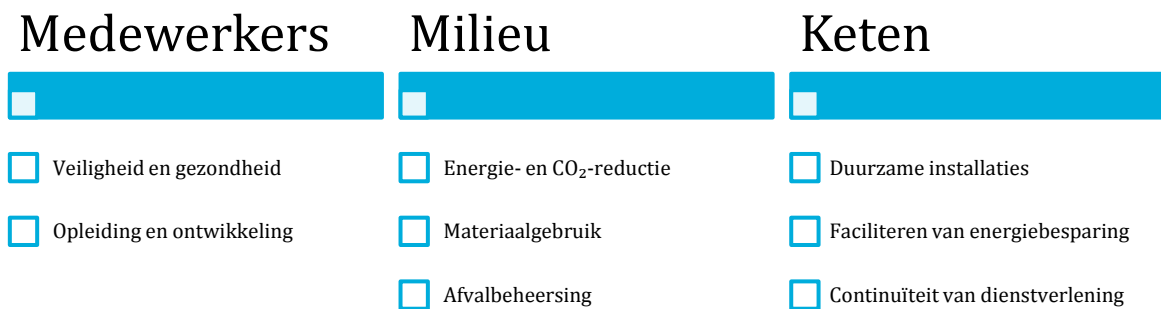 Medewerkers
Veiligheid en gezondheid
Opleiding en ontwikkeling
Milieu
Energie- en CO₂-reductie
Materiaalgebruik
Afvalbeheersing
Keten
Duurzame installaties
Faciliteren van energiebesparing
Continuïteit van dienstverlening